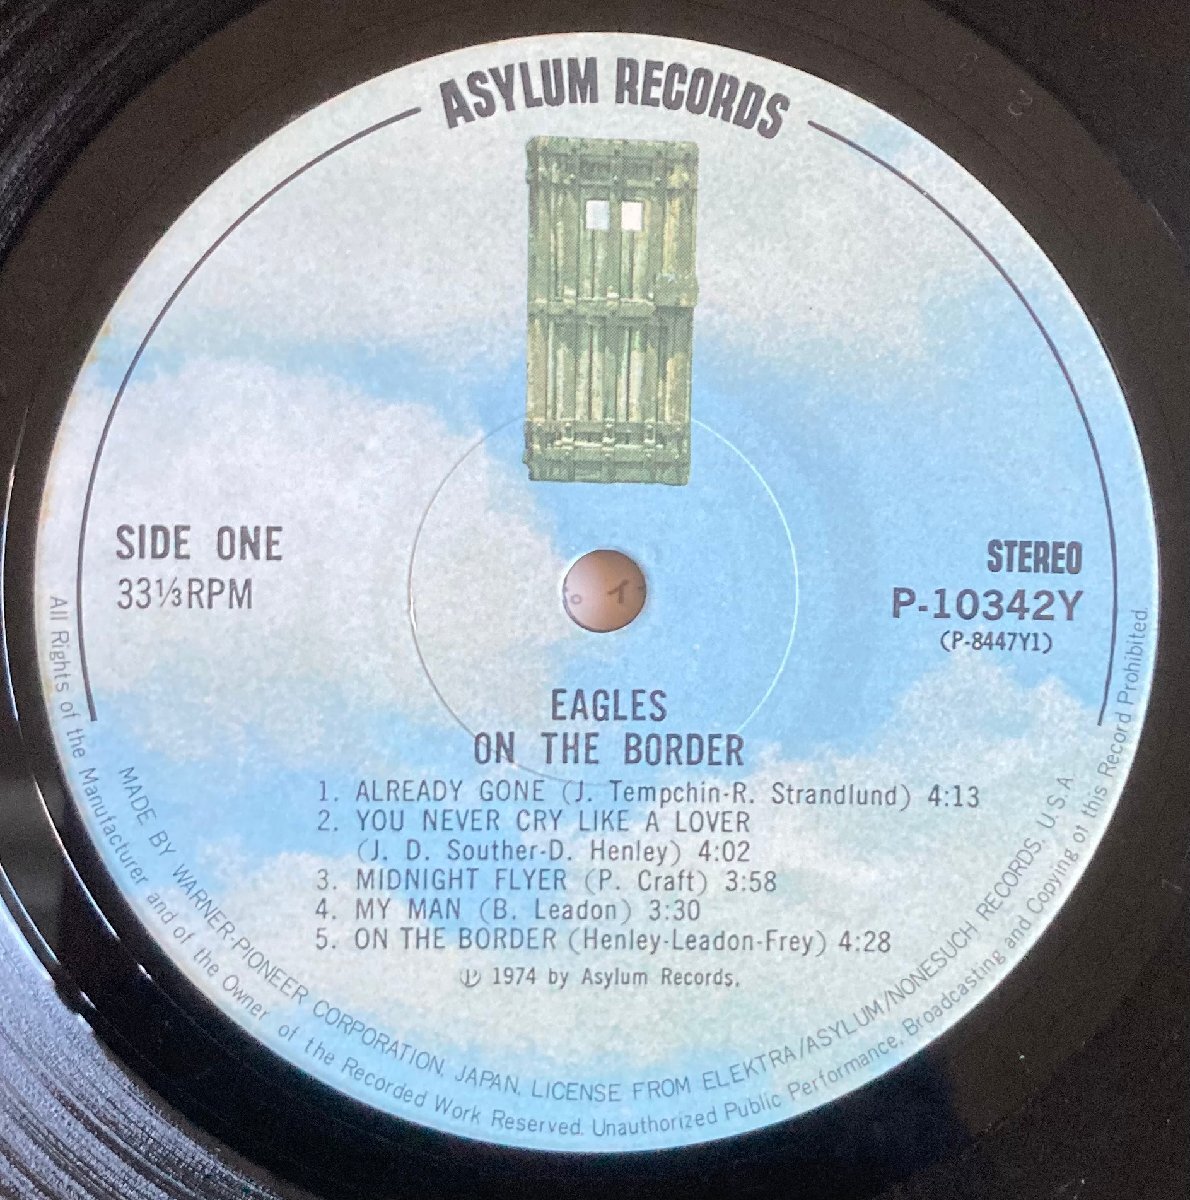 ASYLUM RECORDS
SIDE ONE
33⅓RPM
STEREO
P-10342Y
(P-8447Y1)
EAGLES
ON THE BORDER
1. ALREADY GONE (J. Tempchin-R. Strandlund) 4:13
2. YOU NEVER CRY LIKE A LOVER
(J. D. Souther-D. Henley) 4:02
3. MIDNIGHT FLYER (P. Craft) 3:58
4. MY MAN (B. Leadon) 3:30
5. ON THE BORDER (Henley-Leadon-Frey) 4:28
℗ 1974 by Asylum Records.
MADE BY WARNER-PIONEER CORPORATION, JAPAN, LICENSE FROM ELEKTRA/ASYLUM/NONESUCH RECORDS, U.S.A
All Rights of the Manufacturer and of the Owner of the Recorded Work Reserved. Unauthorized Public Performance, Broadcasting and Copying of this Record Prohibited.